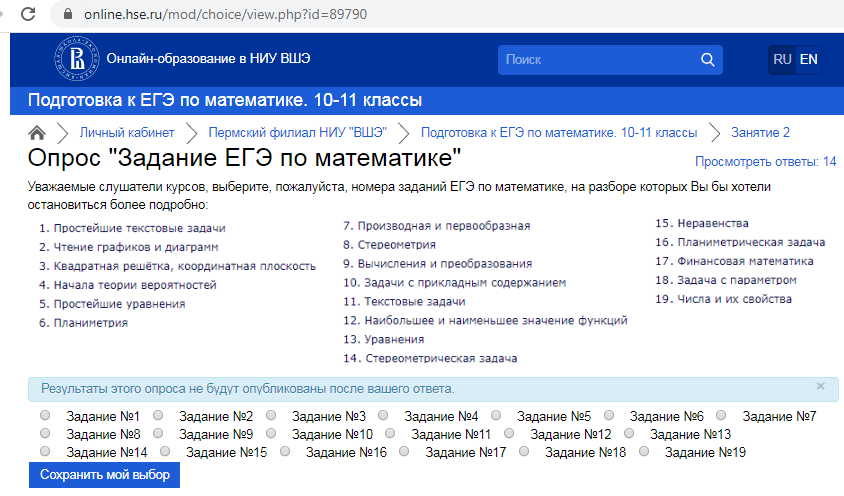 online.hse.ru/mod/choice/view.php?id=89790
Онлайн-образование в НИУ ВШЭ
Поиск
RU EN
Подготовка к ЕГЭ по математике. 10-11 классы
Личный кабинет
Пермский филиал НИУ "ВШЭ"
Подготовка к ЕГЭ по математике. 10-11 классы
Занятие 2
Опрос "Задание ЕГЭ по математике"
Просмотреть ответы: 14
Уважаемые слушатели курсов, выберите, пожалуйста, номера заданий ЕГЭ по математике, на разборе которых Вы бы хотели
остановиться более подробно:
1. Простейшие текстовые задачи
2. Чтение графиков и диаграмм
3. Квадратная решётка, координатная плоскость
4. Начала теории вероятностей
5. Простейшие уравнения
6. Планиметрия
7. Производная и первообразная
8. Стереометрия
9. Вычисления и преобразования
10. Задачи с прикладным содержанием
11. Текстовые задачи
12. Наибольшее и наименьшее значение функций
13. Уравнения
14. Стереометрическая задача
15. Неравенства
16. Планиметрическая задача
17. Финансовая математика
18. Задача с параметром
19. Числа и их свойства
Результаты этого опроса не будут опубликованы после вашего ответа.
×
Задание №1 Задание №2 Задание №3 Задание №4 Задание №5 Задание №6 Задание №7
Задание №8 Задание №9 Задание №10 Задание №11 Задание №12 Задание №13
Задание №14 Задание №15 Задание №16 Задание №17 Задание №18 Задание №19
Сохранить мой выбор